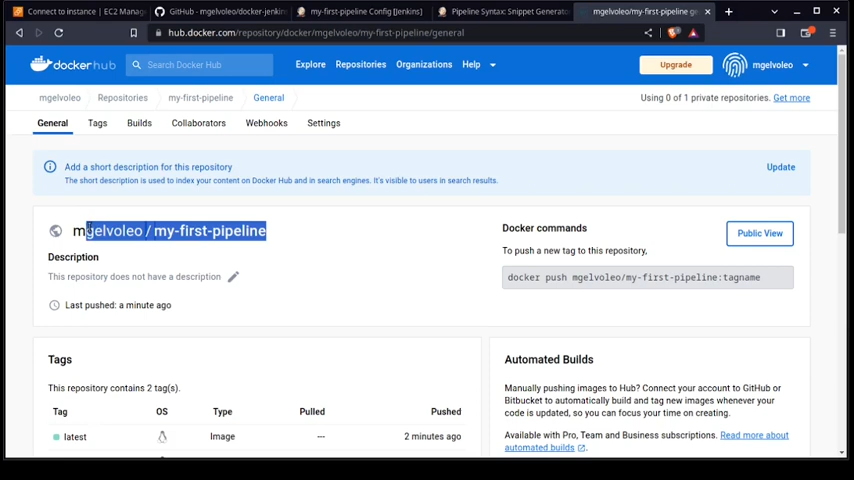 Connect to instance | EC2 Mana
GitHub - mgelvoleo/docker-jenkin
my-first-pipeline Config [Jenkins]
Pipeline Syntax: Snippet Generato
mgelvoleo/my-first-pipeline ge
hub.docker.com/repository/docker/mgelvoleo/my-first-pipeline/general
dockerhub
Search Docker Hub
Explore
Repositories
Organizations
Help
Upgrade
mgelvoleo
mgelvoleo
Repositories
my-first-pipeline
General
Using 0 of 1 private repositories. Get more
General
Tags
Builds
Collaborators
Webhooks
Settings
Add a short description for this repository
Update
The short description is used to index your content on Docker Hub and in search engines. It's visible to users in search results.
mgelvoleo / my-first-pipeline
Description
This repository does not have a description
Last pushed: a minute ago
Docker commands
Public View
To push a new tag to this repository,
docker push mgelvoleo/my-first-pipeline:tagname
Tags
This repository contains 2 tag(s).
Tag
OS
Type
Pulled
Pushed
latest
Image
---
2 minutes ago
Automated Builds
Manually pushing images to Hub? Connect your account to GitHub or
Bitbucket to automatically build and tag new images whenever your
code is updated, so you can focus your time on creating.
Available with Pro, Team and Business subscriptions. Read more about
automated builds